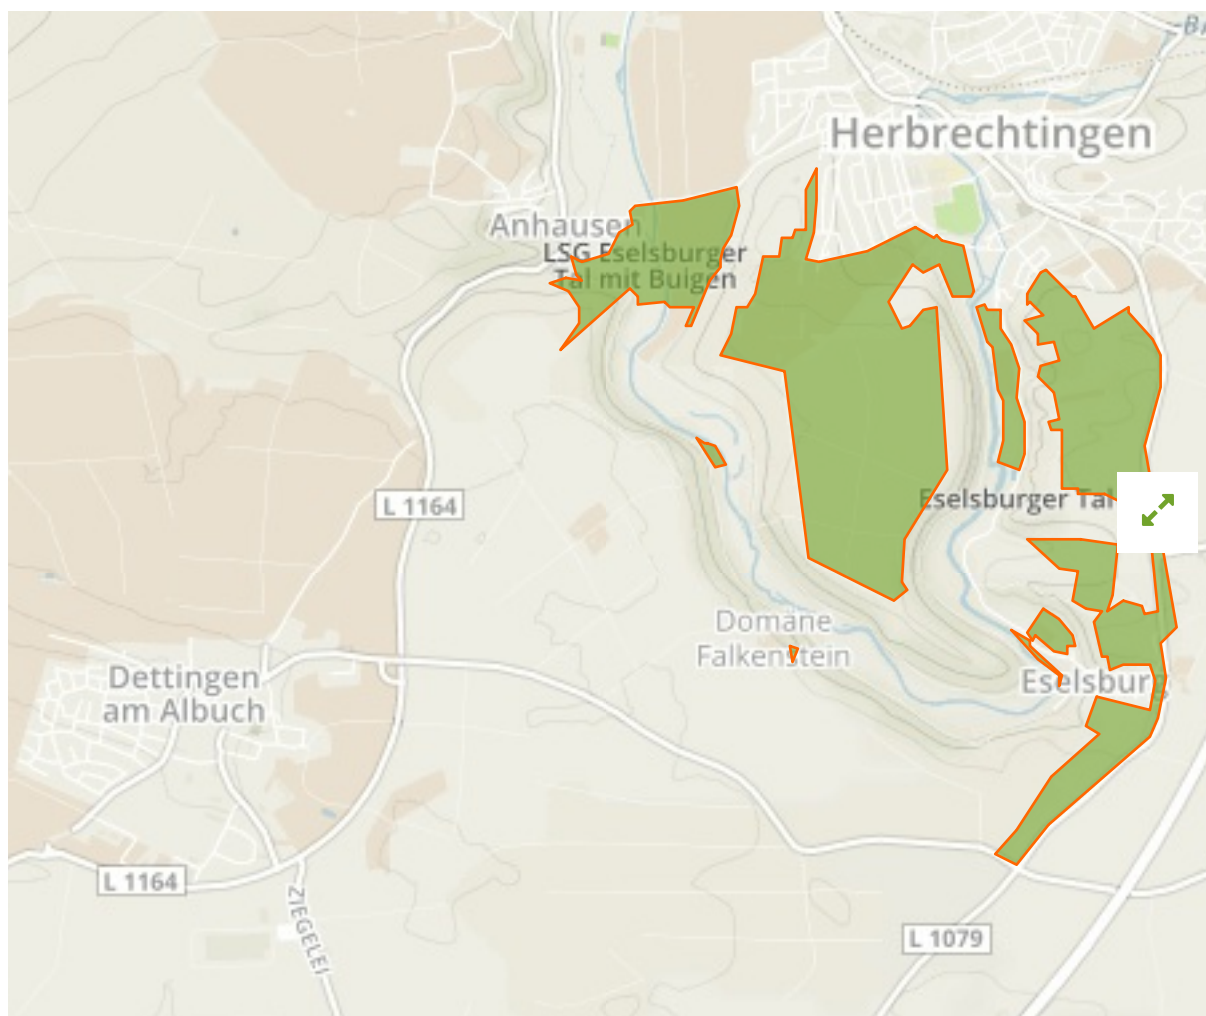 BA
Herbrechtingen
Anhausen
LSG Eselsburger
Tal mit Buigen
L 1164
Eselsburger Tal
Domäne
Falkenstein
Dettingen
am Albuch
Eselsburg
L 1164
ZIEGELEI
L 1079